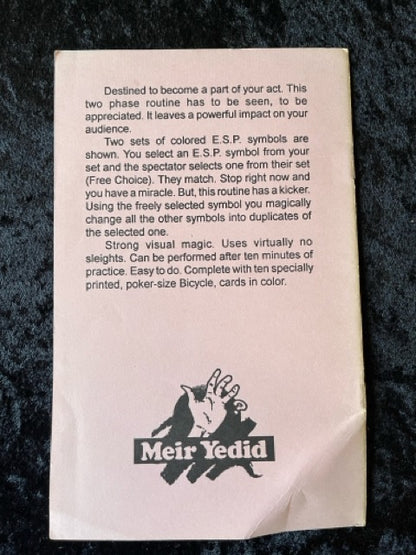 Destined to become a part of your act. This
two phase routine has to be seen, to be
appreciated. It leaves a powerful impact on your
audience.
Two sets of colored E.S.P. symbols are
shown. You select an E.S.P. symbol from your
set and the spectator selects one from their set
(Free Choice). They match. Stop right now and
you have a miracle. But, this routine has a kicker.
Using the freely selected symbol you magically
change all the other symbols into duplicates of
the selected one.
Strong visual magic. Uses virtually no
sleights. Can be performed after ten minutes of
practice. Easy to do. Complete with ten specially
printed, poker-size Bicycle, cards in color.
Meir Yedid